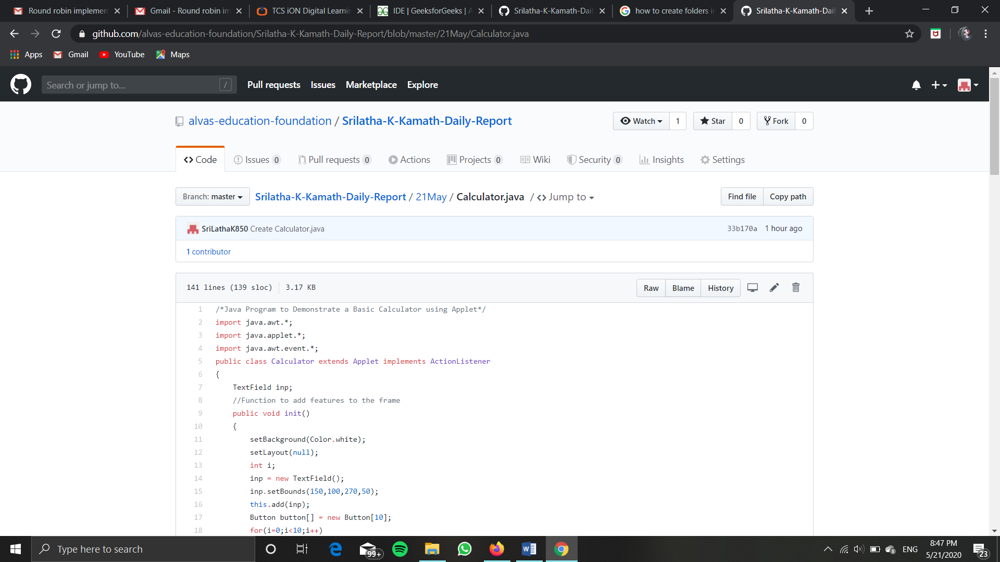 Round robin implemen
Gmail - Round robin im
TCS iON Digital Learnin
IDE | GeeksforGeeks | A
Srilatha-K-Kamath-Dail
how to create folders i
Srilatha-K-Kamath-Dail
github.com/alvas-education-foundation/Srilatha-K-Kamath-Daily-Report/blob/master/21May/Calculator.java
Apps Gmail YouTube Maps
Search or jump to... / Pull requests Issues Marketplace Explore
alvas-education-foundation / Srilatha-K-Kamath-Daily-Report Watch 1 Star 0 Fork 0
Code Issues 0 Pull requests 0 Actions Projects 0 Wiki Security 0 Insights Settings
Branch: master Srilatha-K-Kamath-Daily-Report / 21May / Calculator.java / <> Jump to Find file Copy path
SriLathaK850 Create Calculator.java 33b170a 1 hour ago
1 contributor
141 lines (139 sloc) 3.17 KB Raw Blame History
1 /*Java Program to Demonstrate a Basic Calculator using Applet*/
2 import java.awt.*;
3 import java.applet.*;
4 import java.awt.event.*;
5 public class Calculator extends Applet implements ActionListener
6 {
7 TextField inp;
8 //Function to add features to the frame
9 public void init()
10 {
11 setBackground(Color.white);
12 setLayout(null);
13 int i;
14 inp = new TextField();
15 inp.setBounds(150,100,270,50);
16 this.add(inp);
17 Button button[] = new Button[10];
18 for(i=0;i<10;i++)
Type here to search 99+ ENG 8:47 PM
5/21/2020 23